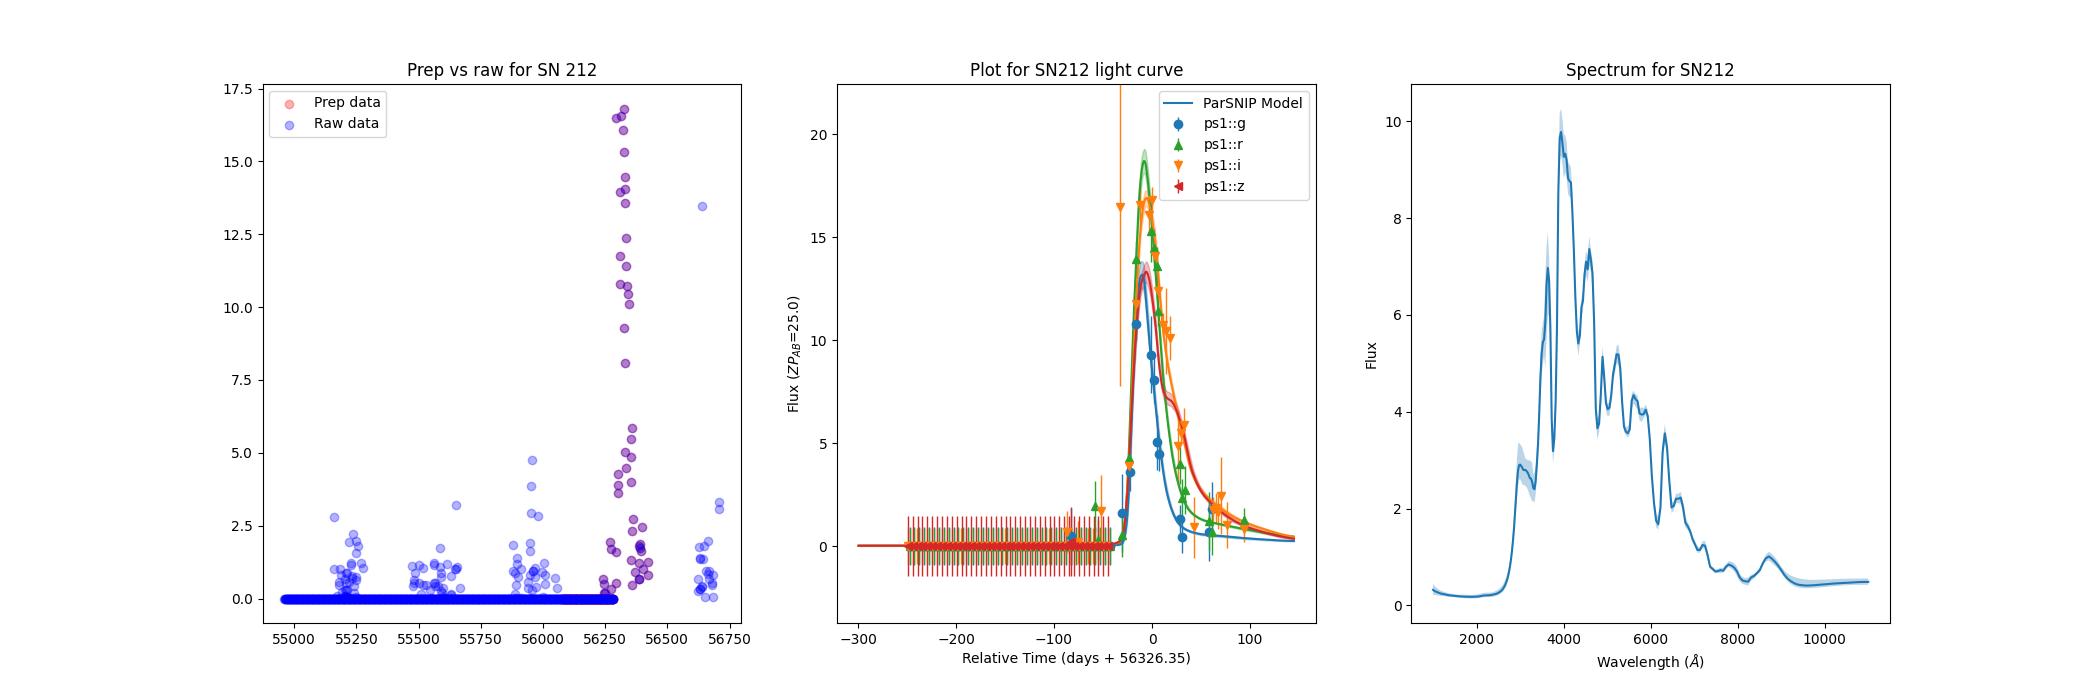 Prep vs raw for SN 212
Prep data
Raw data
17.5
15.0
12.5
10.0
7.5
5.0
2.5
0.0
55000 55250 55500 55750 56000 56250 56500 56750
Plot for SN212 light curve
ParSNIP Model
ps1::g
ps1::r
ps1::i
ps1::z
Flux (ZP_AB=25.0)
20
15
10
5
0
−300 −200 −100 0 100
Relative Time (days + 56326.35)
Spectrum for SN212
Flux
10
8
6
4
2
0
2000 4000 6000 8000 10000
Wavelength (Å)